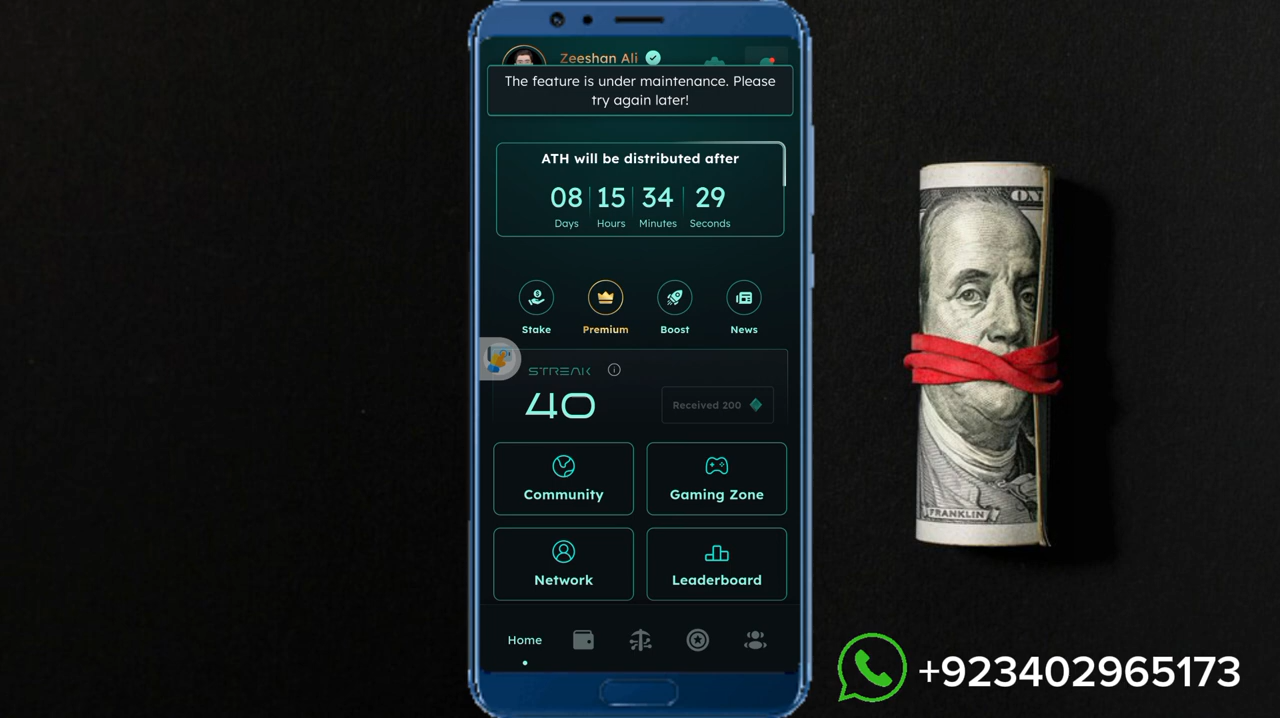 Zeeshan Ali
The feature is under maintenance. Please
try again later!
ATH will be distributed after
08 15 34 29
Days Hours Minutes Seconds
Stake Premium Boost News
STREAK
40
Received 200
Community Gaming Zone
Network Leaderboard
Home
ON
FRANKLIN
+923402965173